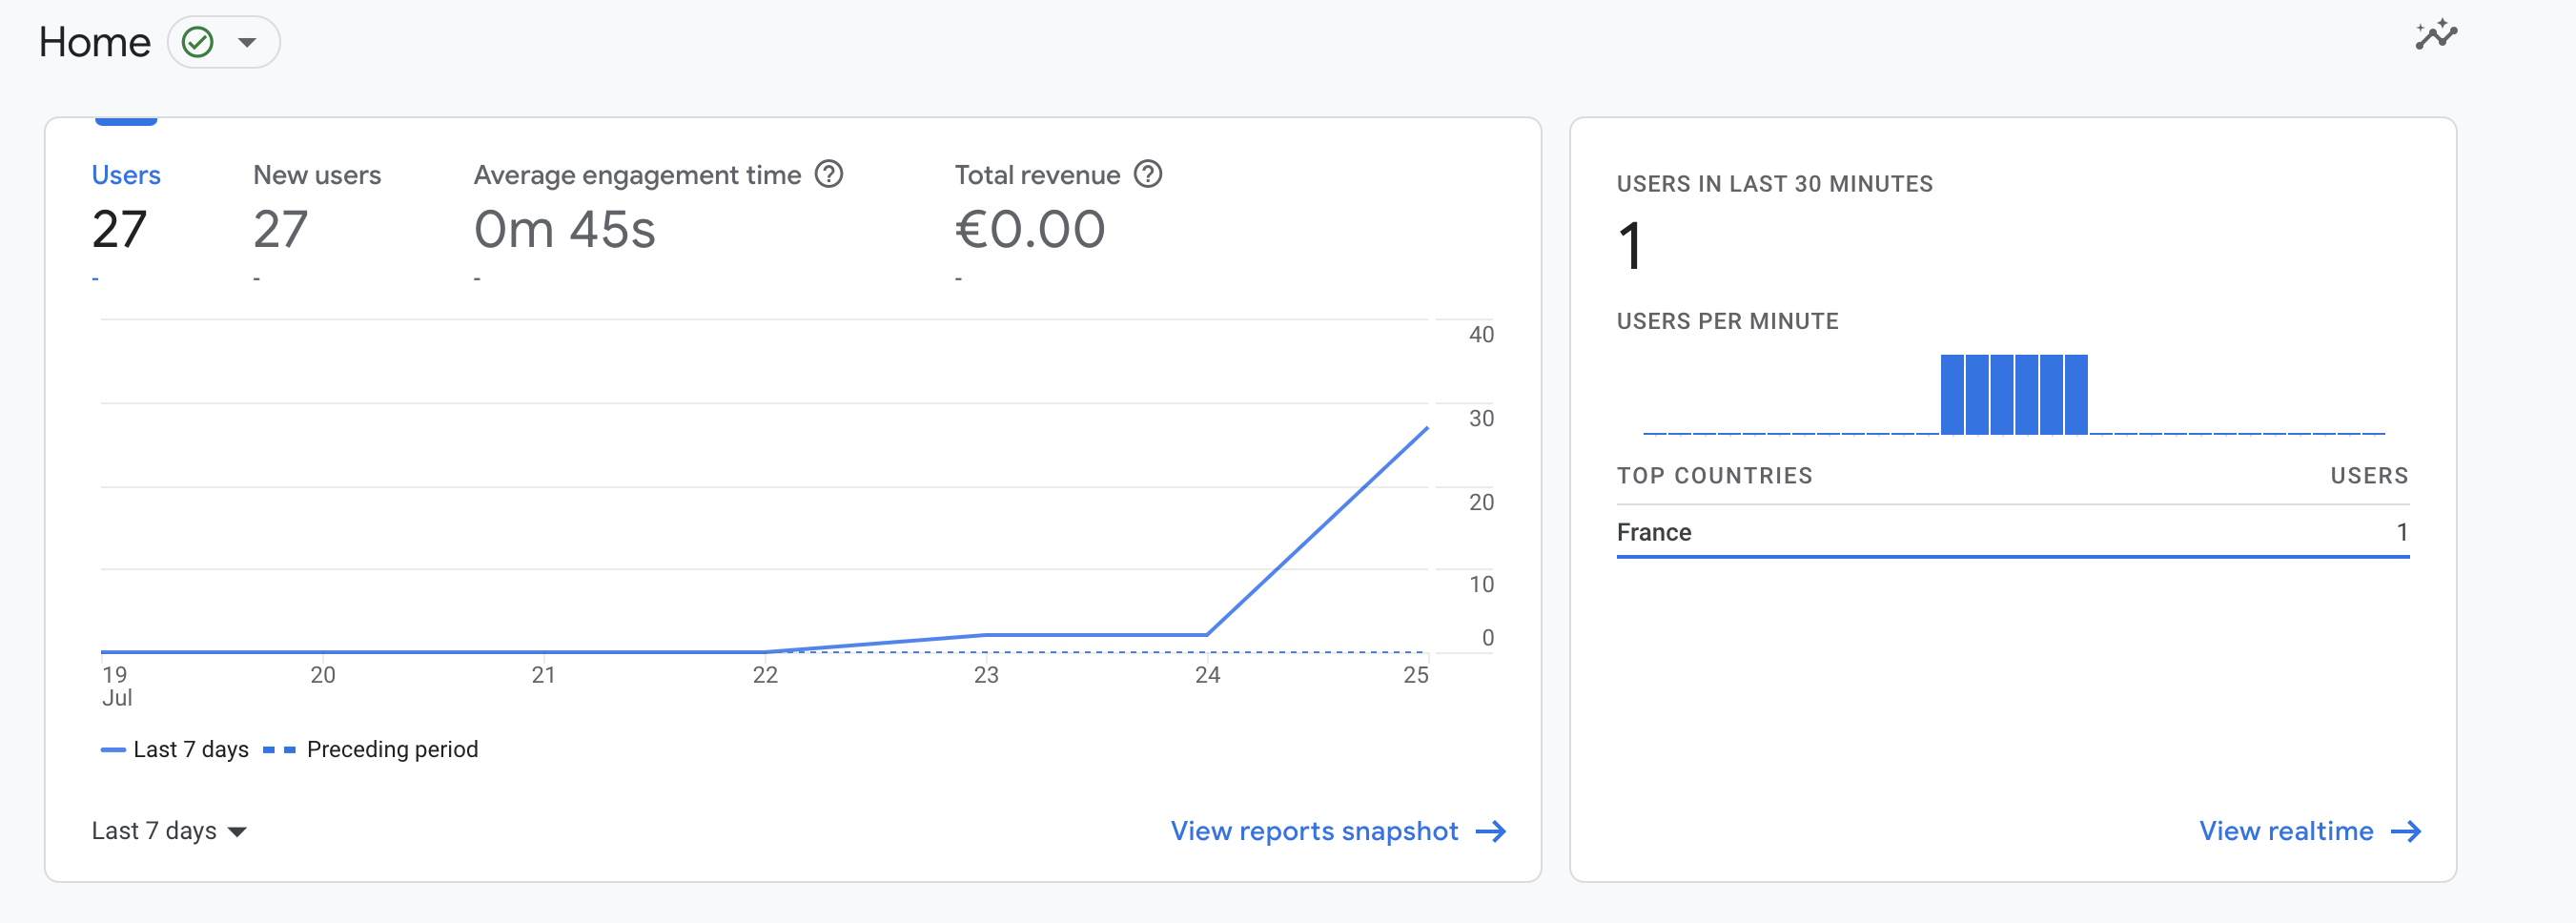 Home
Users
27
-
New users
27
-
Average engagement time
0m 45s
-
Total revenue
€0.00
-
40
30
20
10
0
19 20 21 22 23 24 25
Jul
Last 7 days Preceding period
Last 7 days
View reports snapshot
USERS IN LAST 30 MINUTES
1
USERS PER MINUTE
TOP COUNTRIES USERS
France 1
View realtime